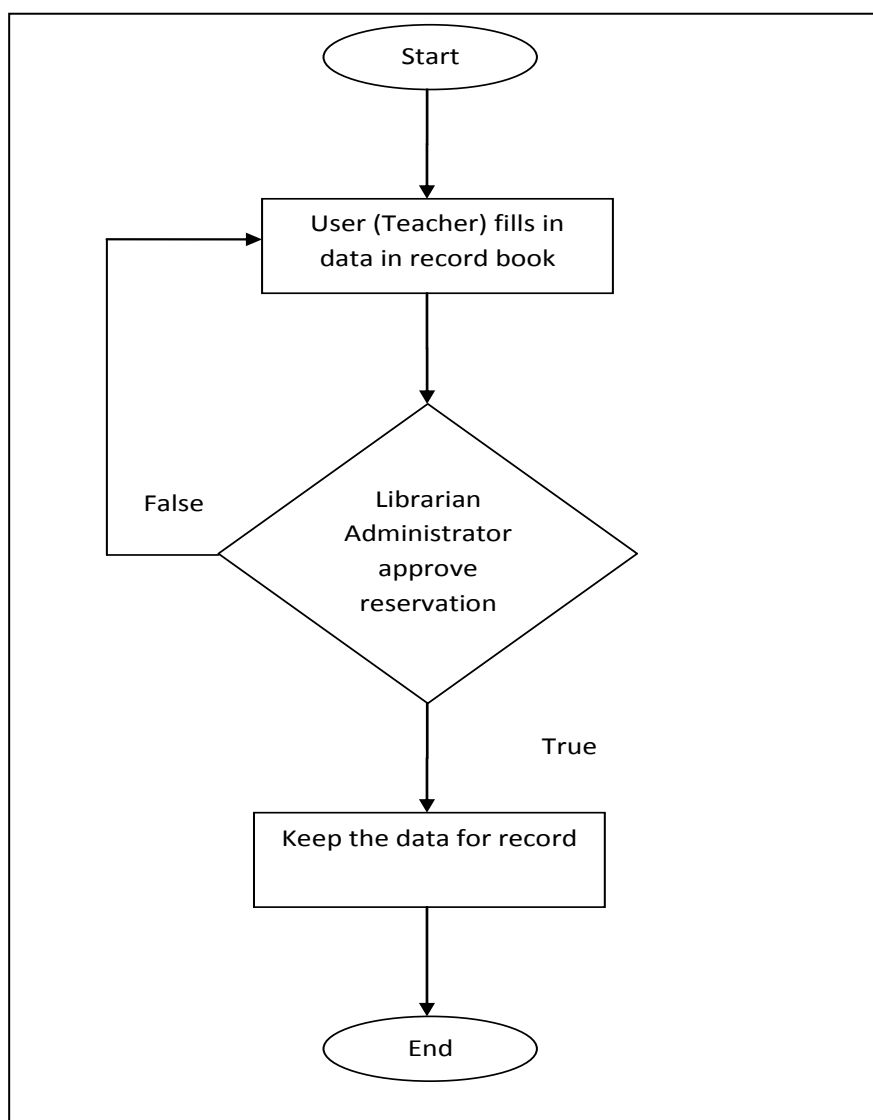 Start
User (Teacher) fills in
data in record book
False
Librarian
Administrator
approve
reservation
True
Keep the data for record
End